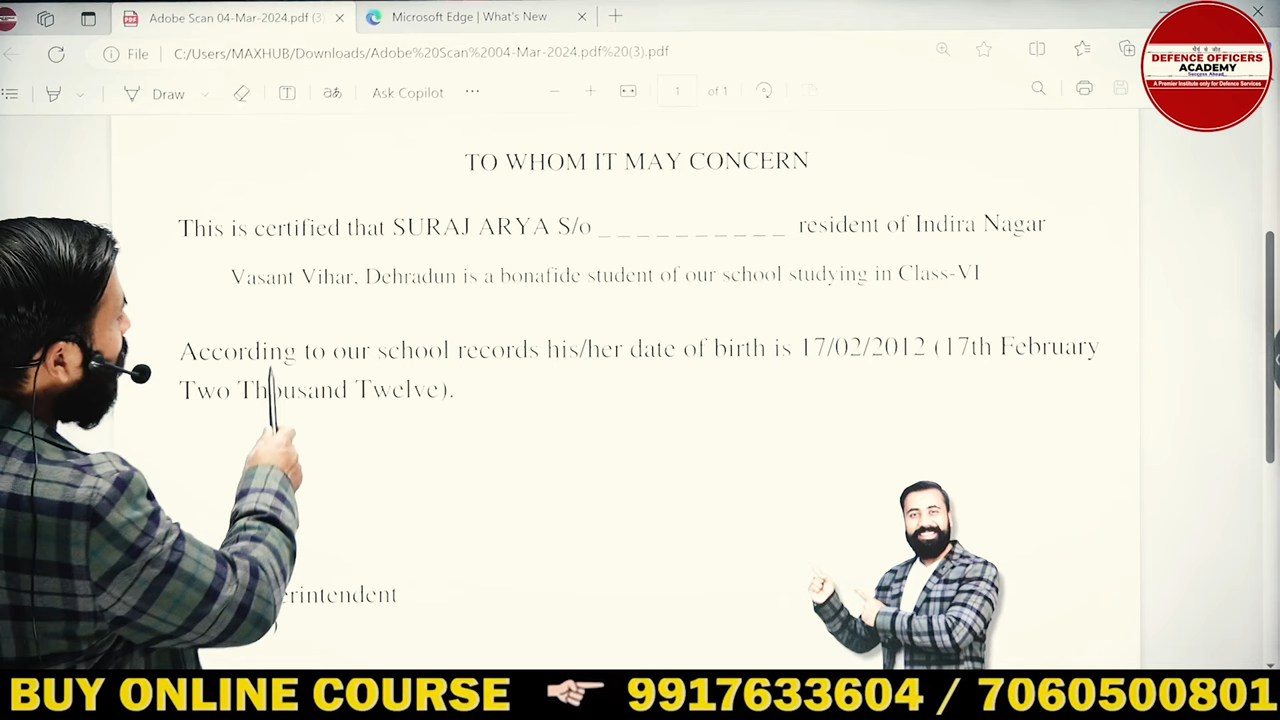 Adobe Scan 04-Mar-2024.pdf (3)
Microsoft Edge | What's New
File
C:/Users/MAXHUB/Downloads/Adobe%20Scan%2004-Mar-2024.pdf%20(3).pdf
Draw
Ask Copilot
1 of 1
DEFENCE OFFICERS
ACADEMY
Success Ahead...
A Premier Institute only for Defence Services
TO WHOM IT MAY CONCERN
This is certified that SURAJ ARYA S/o _ _ _ _ _ _ _ _ _ _ resident of Indira Nagar
Vasant Vihar, Dehradun is a bonafide student of our school studying in Class-VI
According to our school records his/her date of birth is 17/02/2012 (17th February
Two Thousand Twelve).
erintendent
BUY ONLINE COURSE 9917633604 / 7060500801